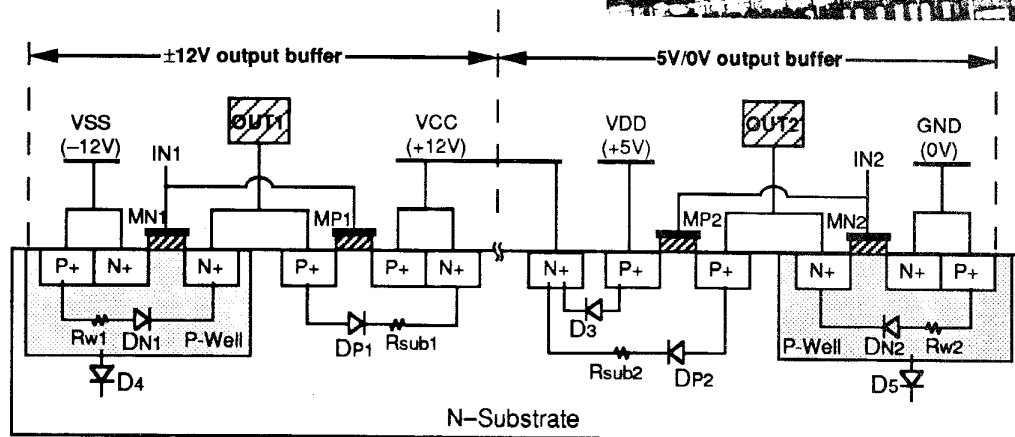 ±12V output buffer
5V/0V output buffer
VSS
(−12V)
IN1
OUT1
VCC
(+12V)
VDD
(+5V)
OUT2
IN2
GND
(0V)
MN1
MP1
MP2
MN2
P+
N+
N+
P+
P+
N+
N+
P+
P+
N+
N+
P+
Rw1
DN1
P-Well
DP1
Rsub1
D3
Rsub2
DP2
P-Well
DN2
Rw2
D4
D5
N−Substrate